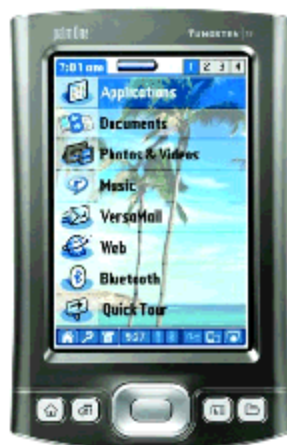 palmOne TUNGSTEN
7:01 am 1 2 3 4
Applications
Documents
Photos & Videos
Music
VersaMail
Web
Bluetooth
Quick Tour